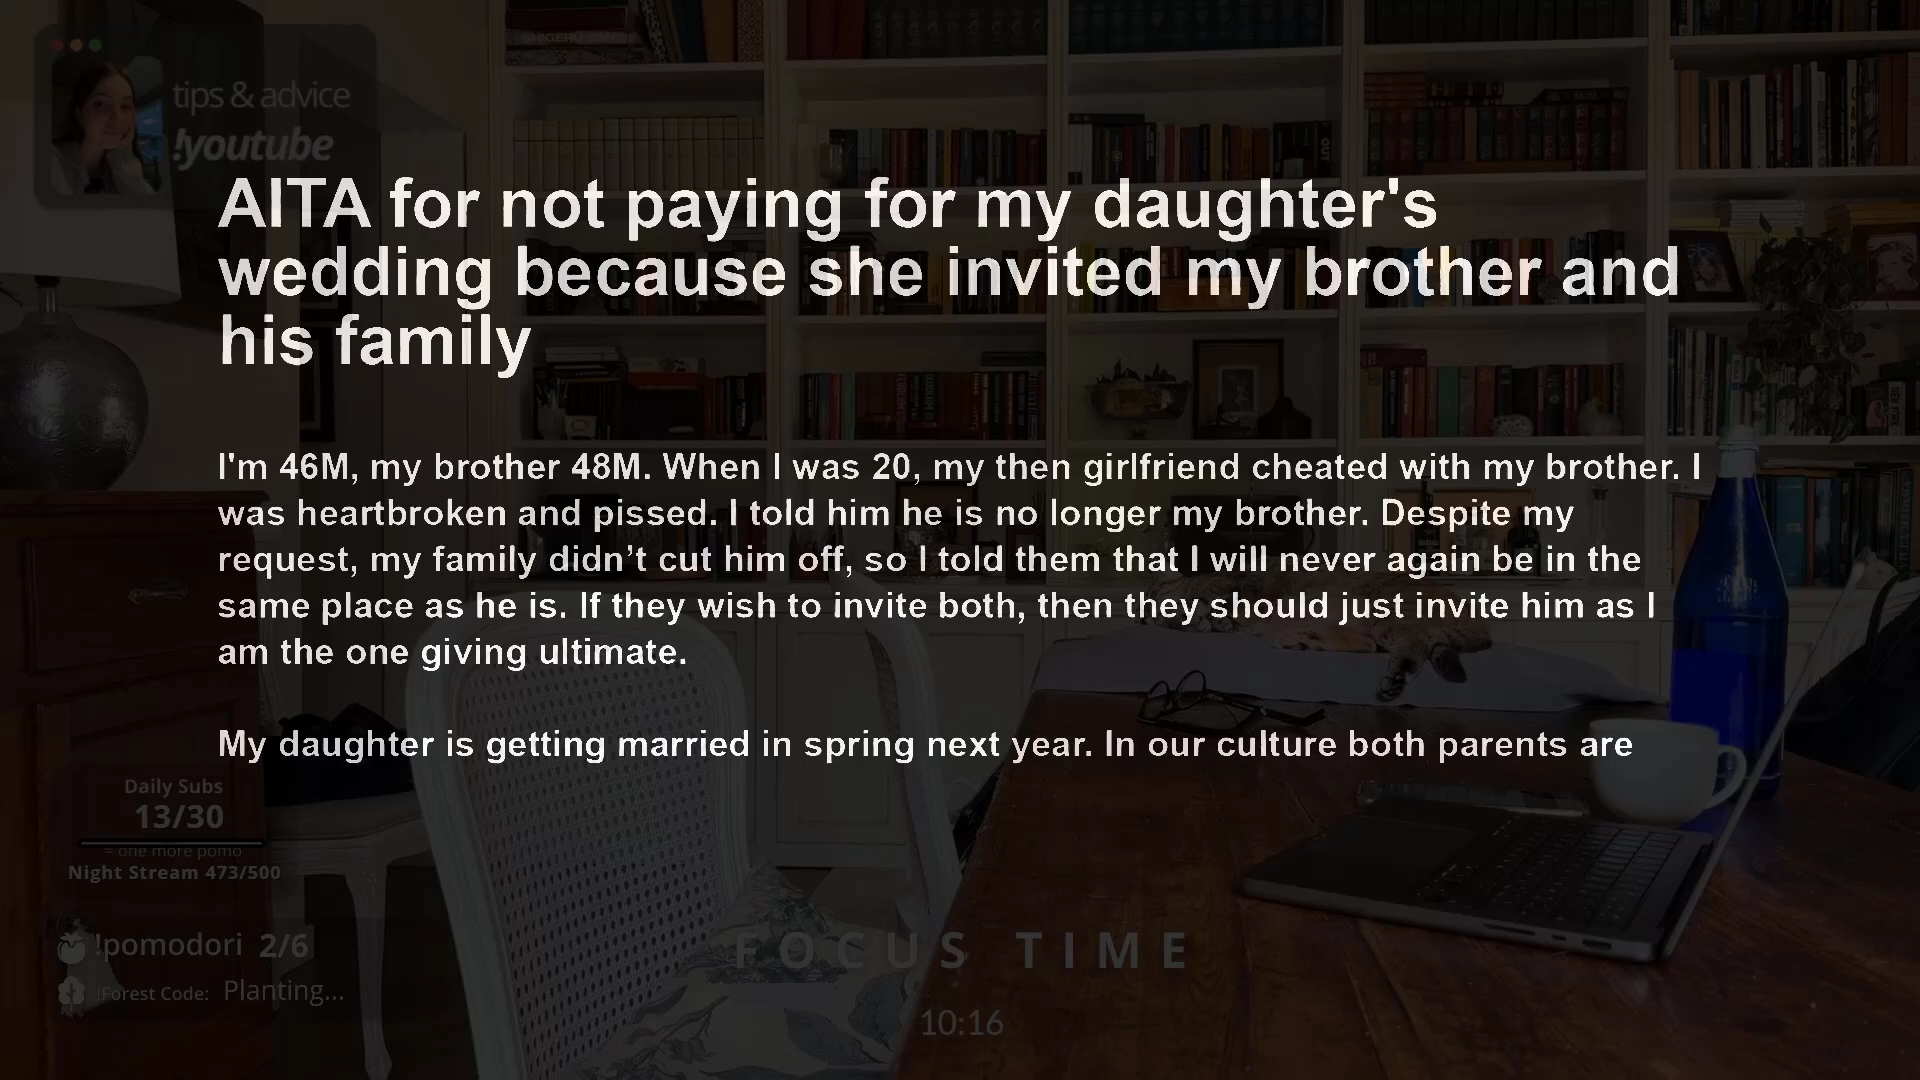 tips & advice
!youtube
AITA for not paying for my daughter's
wedding because she invited my brother and
his family
I'm 46M, my brother 48M. When I was 20, my then girlfriend cheated with my brother. I
was heartbroken and pissed. I told him he is no longer my brother. Despite my
request, my family didn’t cut him off, so I told them that I will never again be in the
same place as he is. If they wish to invite both, then they should just invite him as I
am the one giving ultimate.
My daughter is getting married in spring next year. In our culture both parents are
Daily Subs
13/30
= one more pomo
Night Stream 473/500
!pomodori 2/6
!Forest Code: Planting...
FOCUS TIME
10:16